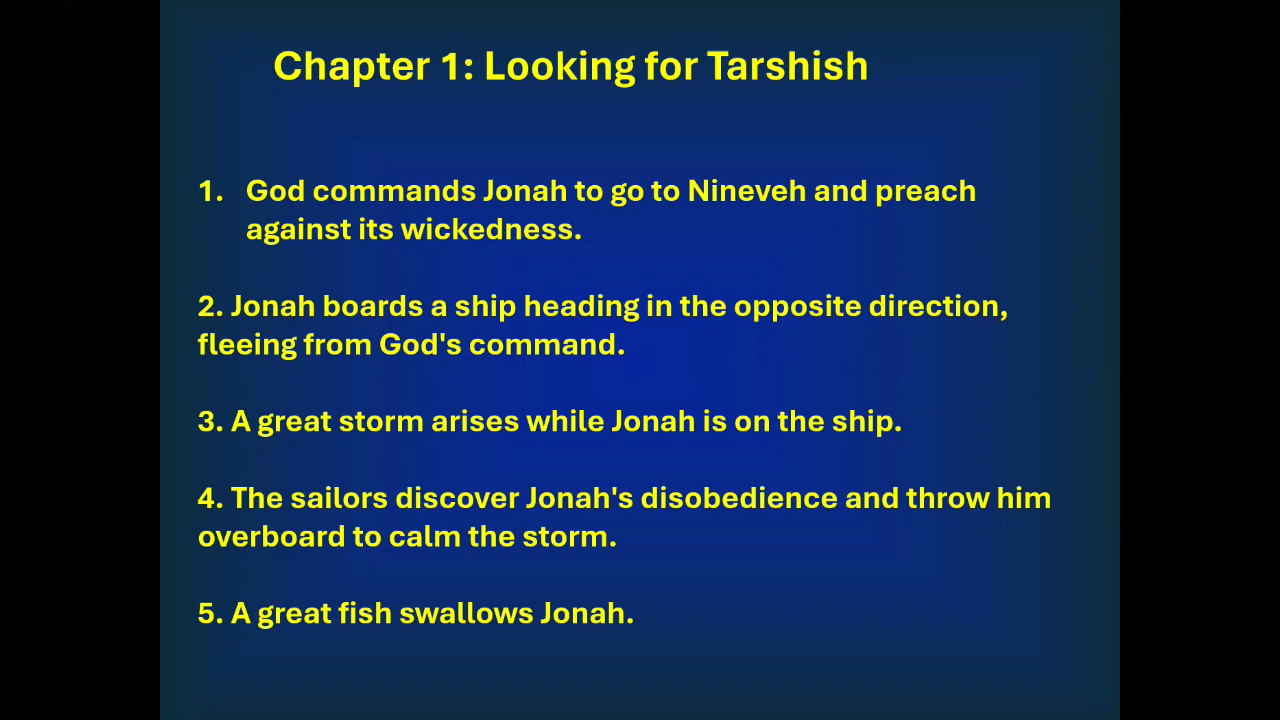 Chapter 1: Looking for Tarshish
1. God commands Jonah to go to Nineveh and preach
against its wickedness.
2. Jonah boards a ship heading in the opposite direction,
fleeing from God's command.
3. A great storm arises while Jonah is on the ship.
4. The sailors discover Jonah's disobedience and throw him
overboard to calm the storm.
5. A great fish swallows Jonah.